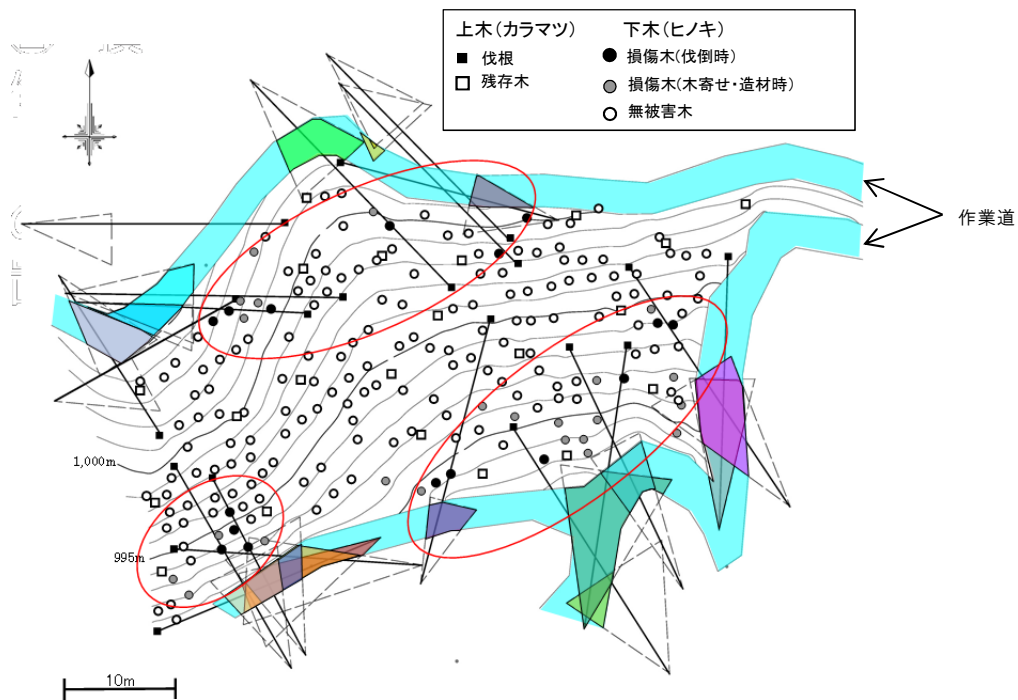 上木(カラマツ)
伐根
残存木
下木(ヒノキ)
損傷木(伐倒時)
損傷木(木寄せ・造材時)
無被害木
作業道
1,000m
995m
10m